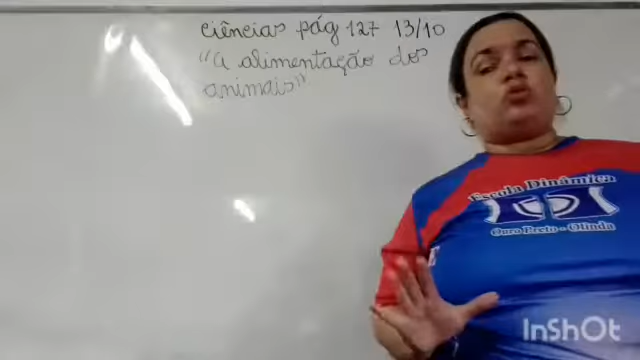 Ciências pág 127 13/10
"A alimentação dos
animais"
Escola Dinâmica
Ouro Preto - Olinda
InShOt